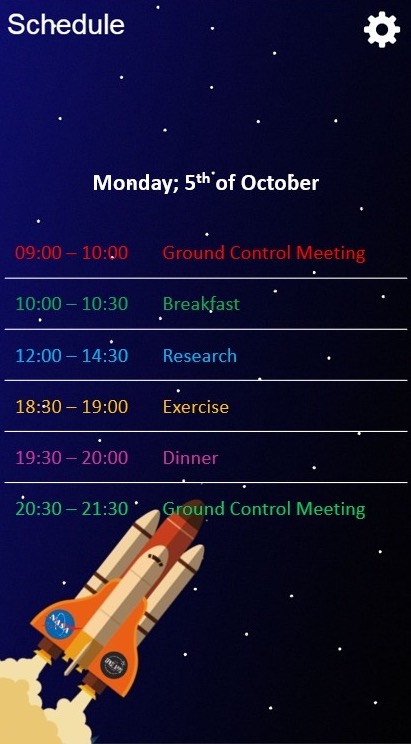 Schedule
Monday; 5th of October
09:00 – 10:00 Ground Control Meeting
10:00 – 10:30 Breakfast
12:00 – 14:30 Research
18:30 – 19:00 Exercise
19:30 – 20:00 Dinner
20:30 – 21:30 Ground Control Meeting
NASA